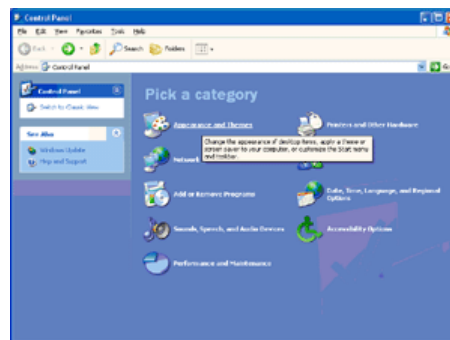 Control Panel
File Edit View Favorites Tools Help
Back Search Folders
Address Control Panel Go
Control Panel
Switch to Classic View
See Also
Windows Update
Help and Support
Pick a category
Appearance and Themes
Printers and Other Hardware
Change the appearance of desktop items, apply a theme or
screen saver to your computer, or customize the Start menu
and taskbar.
Network
Add or Remove Programs
Date, Time, Language, and Regional
Options
Sounds, Speech, and Audio Devices
Accessibility Options
Performance and Maintenance